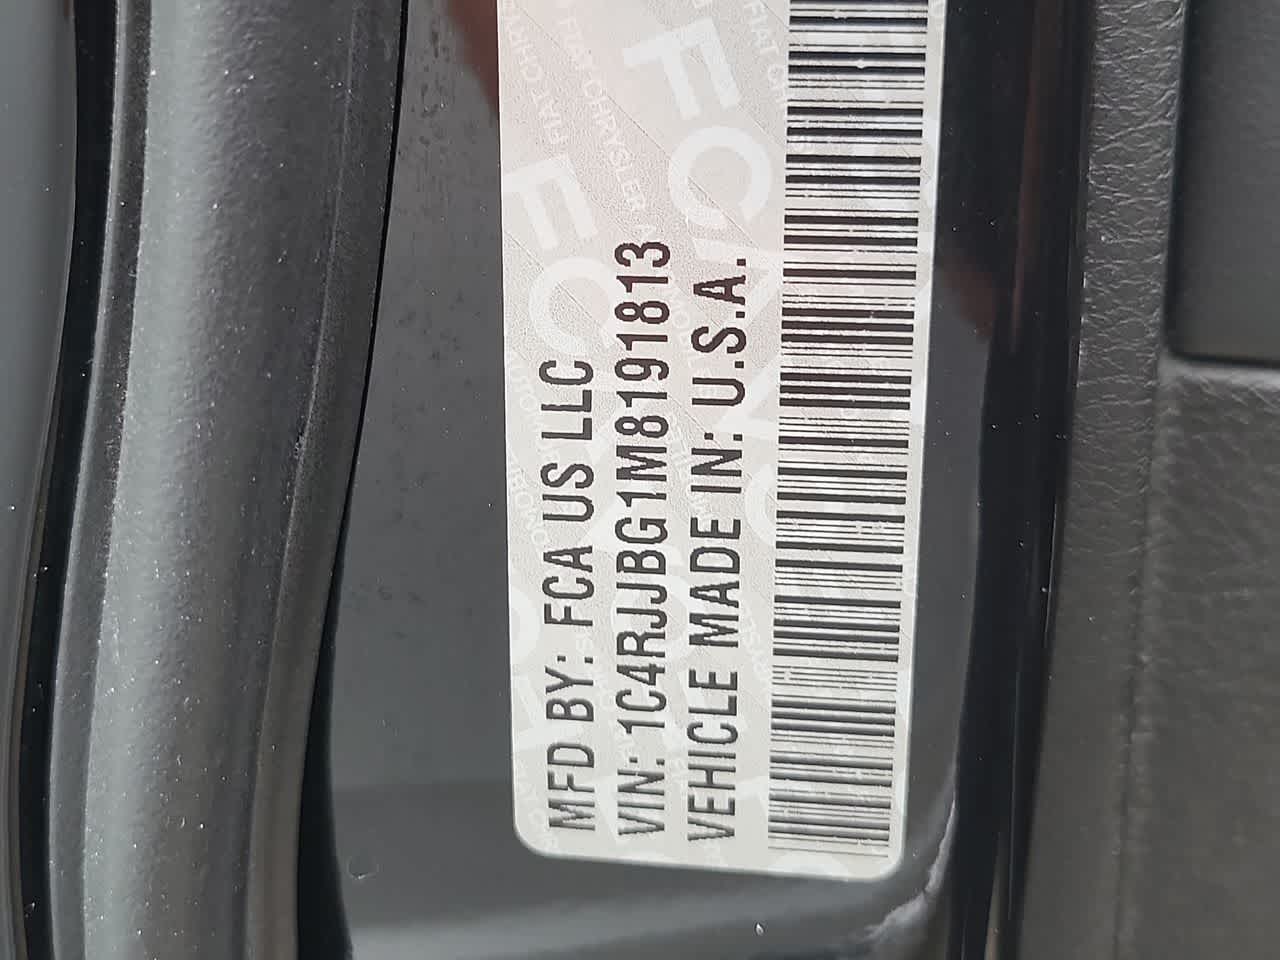 MFD BY: FCA US LLC
VIN: 1C4RJJBG1M8191813
VEHICLE MADE IN: U.S.A.